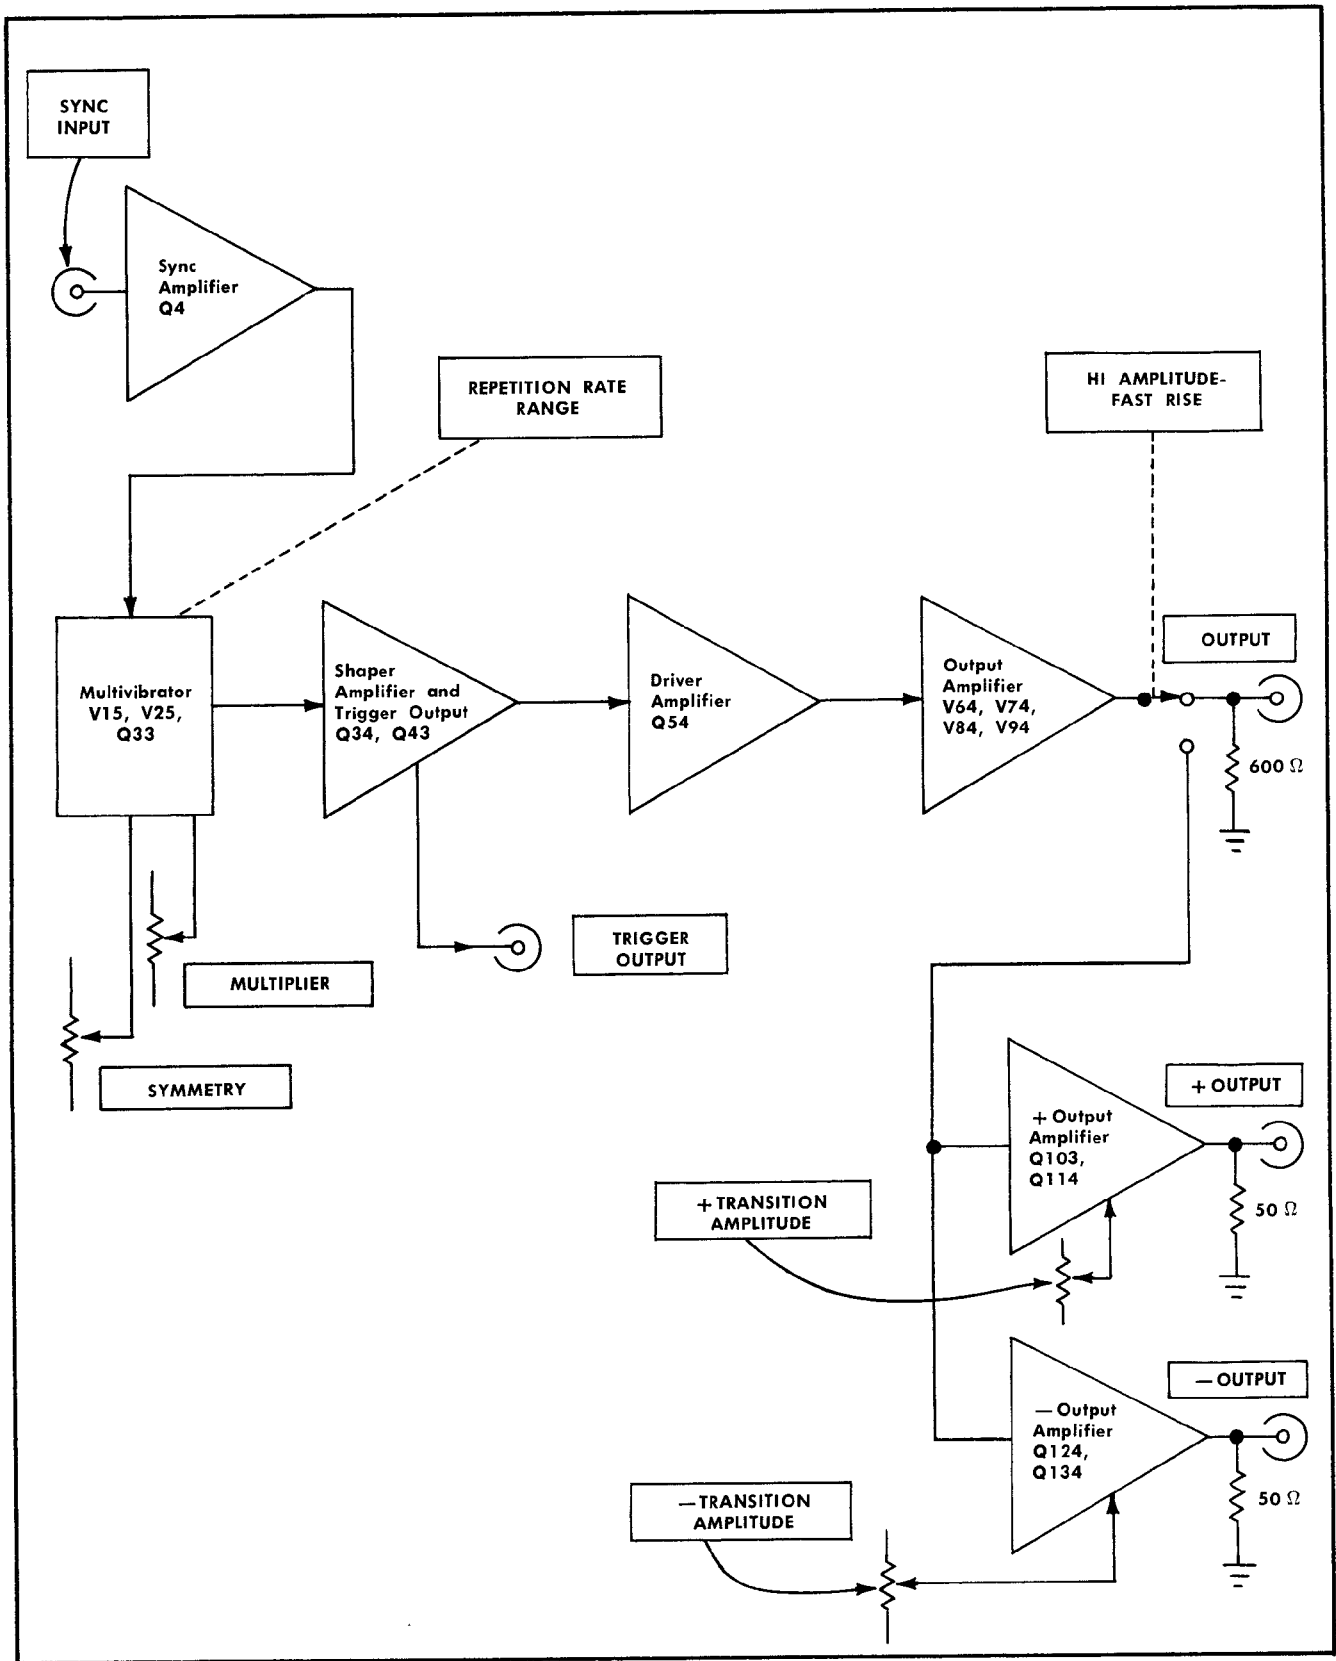 SYNC
INPUT
Sync
Amplifier
Q4
REPETITION RATE
RANGE
HI AMPLITUDE-
FAST RISE
Multivibrator
V15, V25,
Q33
Shaper
Amplifier and
Trigger Output
Q34, Q43
Driver
Amplifier
Q54
Output
Amplifier
V64, V74,
V84, V94
OUTPUT
600 Ω
TRIGGER
OUTPUT
MULTIPLIER
SYMMETRY
+ Output
Amplifier
Q103,
Q114
+ OUTPUT
50 Ω
+ TRANSITION
AMPLITUDE
— Output
Amplifier
Q124,
Q134
— OUTPUT
50 Ω
— TRANSITION
AMPLITUDE